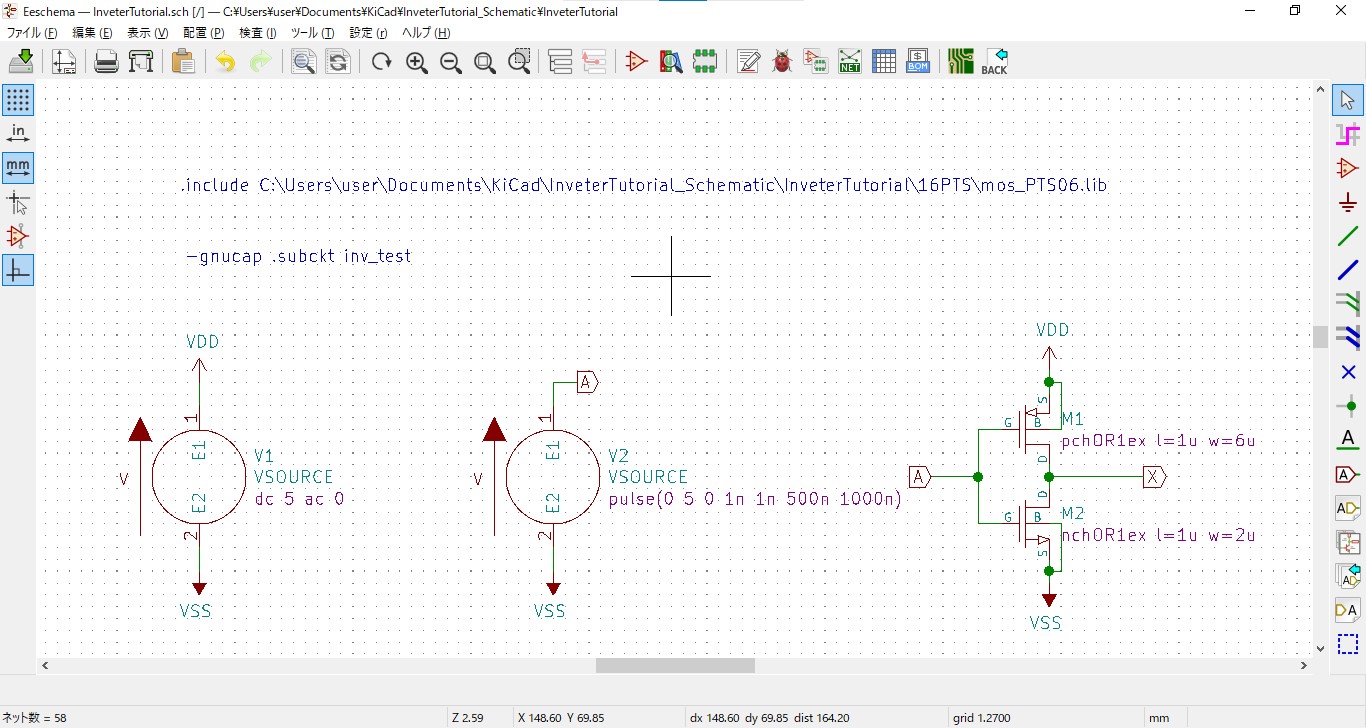 Eeschema — InveterTutorial.sch [/] — C:¥Users¥user¥Documents¥KiCad¥InveterTutorial_Schematic¥InveterTutorial
ファイル (F) 編集 (E) 表示 (V) 配置 (P) 検査 (I) ツール (T) 設定 (r) ヘルプ (H)
NET BOM BACK
in
mm
.include C:\Users\user\Documents\KiCad\InveterTutorial_Schematic\InveterTutorial\16PTS\mos_PTS06.lib
-gnucap .subckt inv_test
VDD
1
E1
V
E2
2
V1
VSOURCE
dc 5 ac 0
VSS
A
1
E1
V
E2
2
V2
VSOURCE
pulse(0 5 0 1n 1n 500n 1000n)
VSS
VDD
S
G
B
D
M1
pchOR1ex l=1u w=6u
A
X
D
G
B
S
M2
nchOR1ex l=1u w=2u
VSS
A
A
AD
AD
DA
ネット数 = 58
Z 2.59
X 148.60 Y 69.85
dx 148.60 dy 69.85 dist 164.20
grid 1.2700
mm